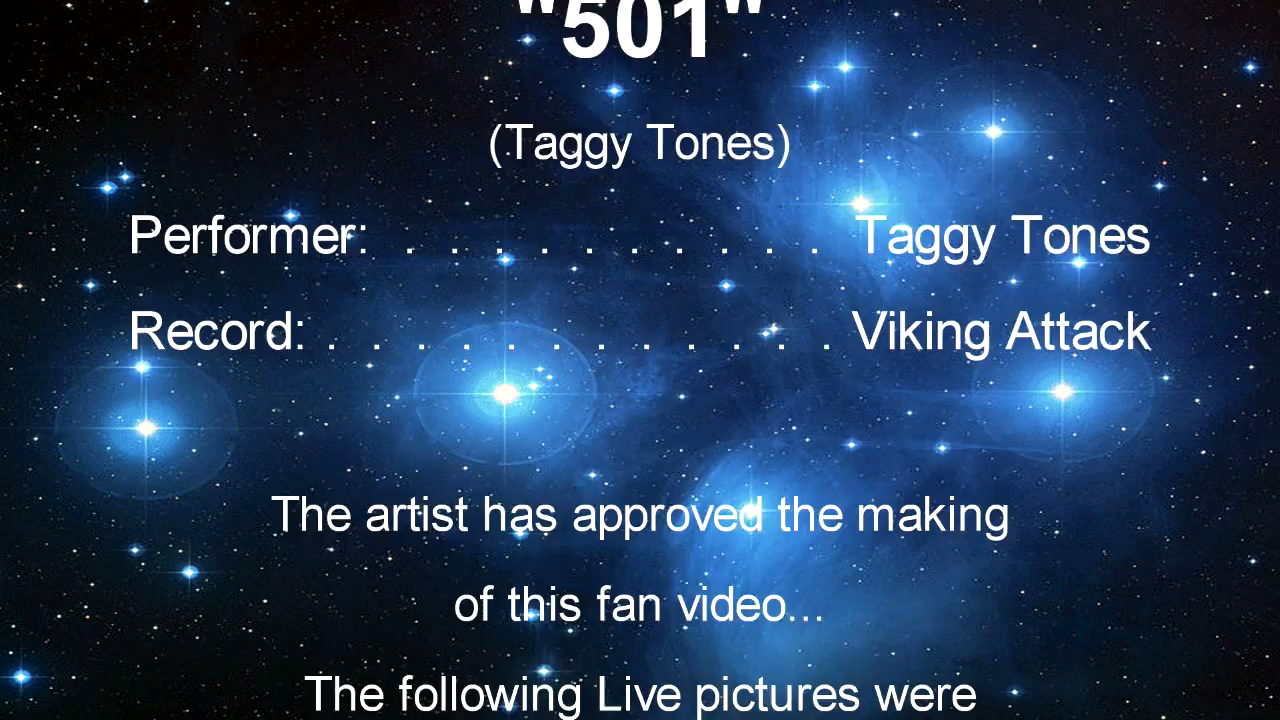 "501"
(Taggy Tones)
Performer: . . . . . . . . . . Taggy Tones
Record: . . . . . . . . . . . . Viking Attack
The artist has approved the making
of this fan video...
The following Live pictures were